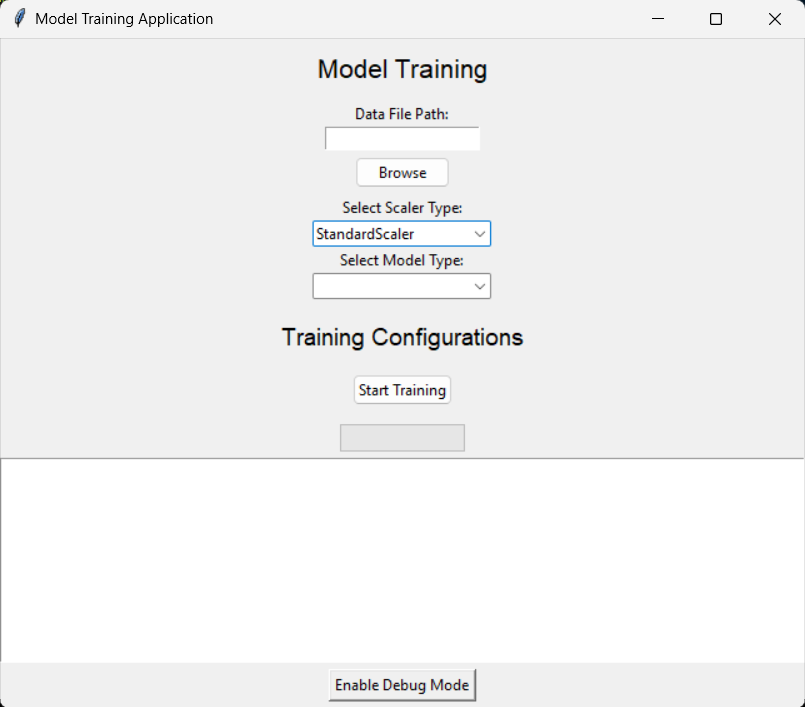 Model Training Application
Model Training
Data File Path:
Browse
Select Scaler Type:
StandardScaler
Select Model Type:
Training Configurations
Start Training
Enable Debug Mode